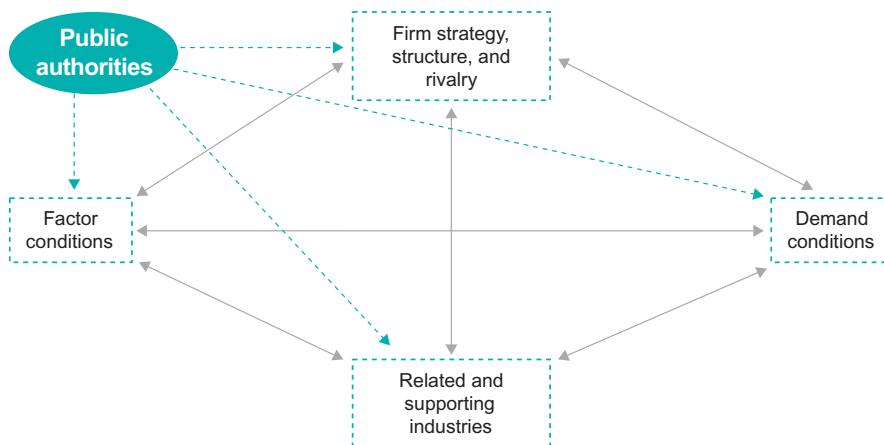 Public
authorities
Firm strategy,
structure, and
rivalry
Factor
conditions
Demand
conditions
Related and
supporting
industries